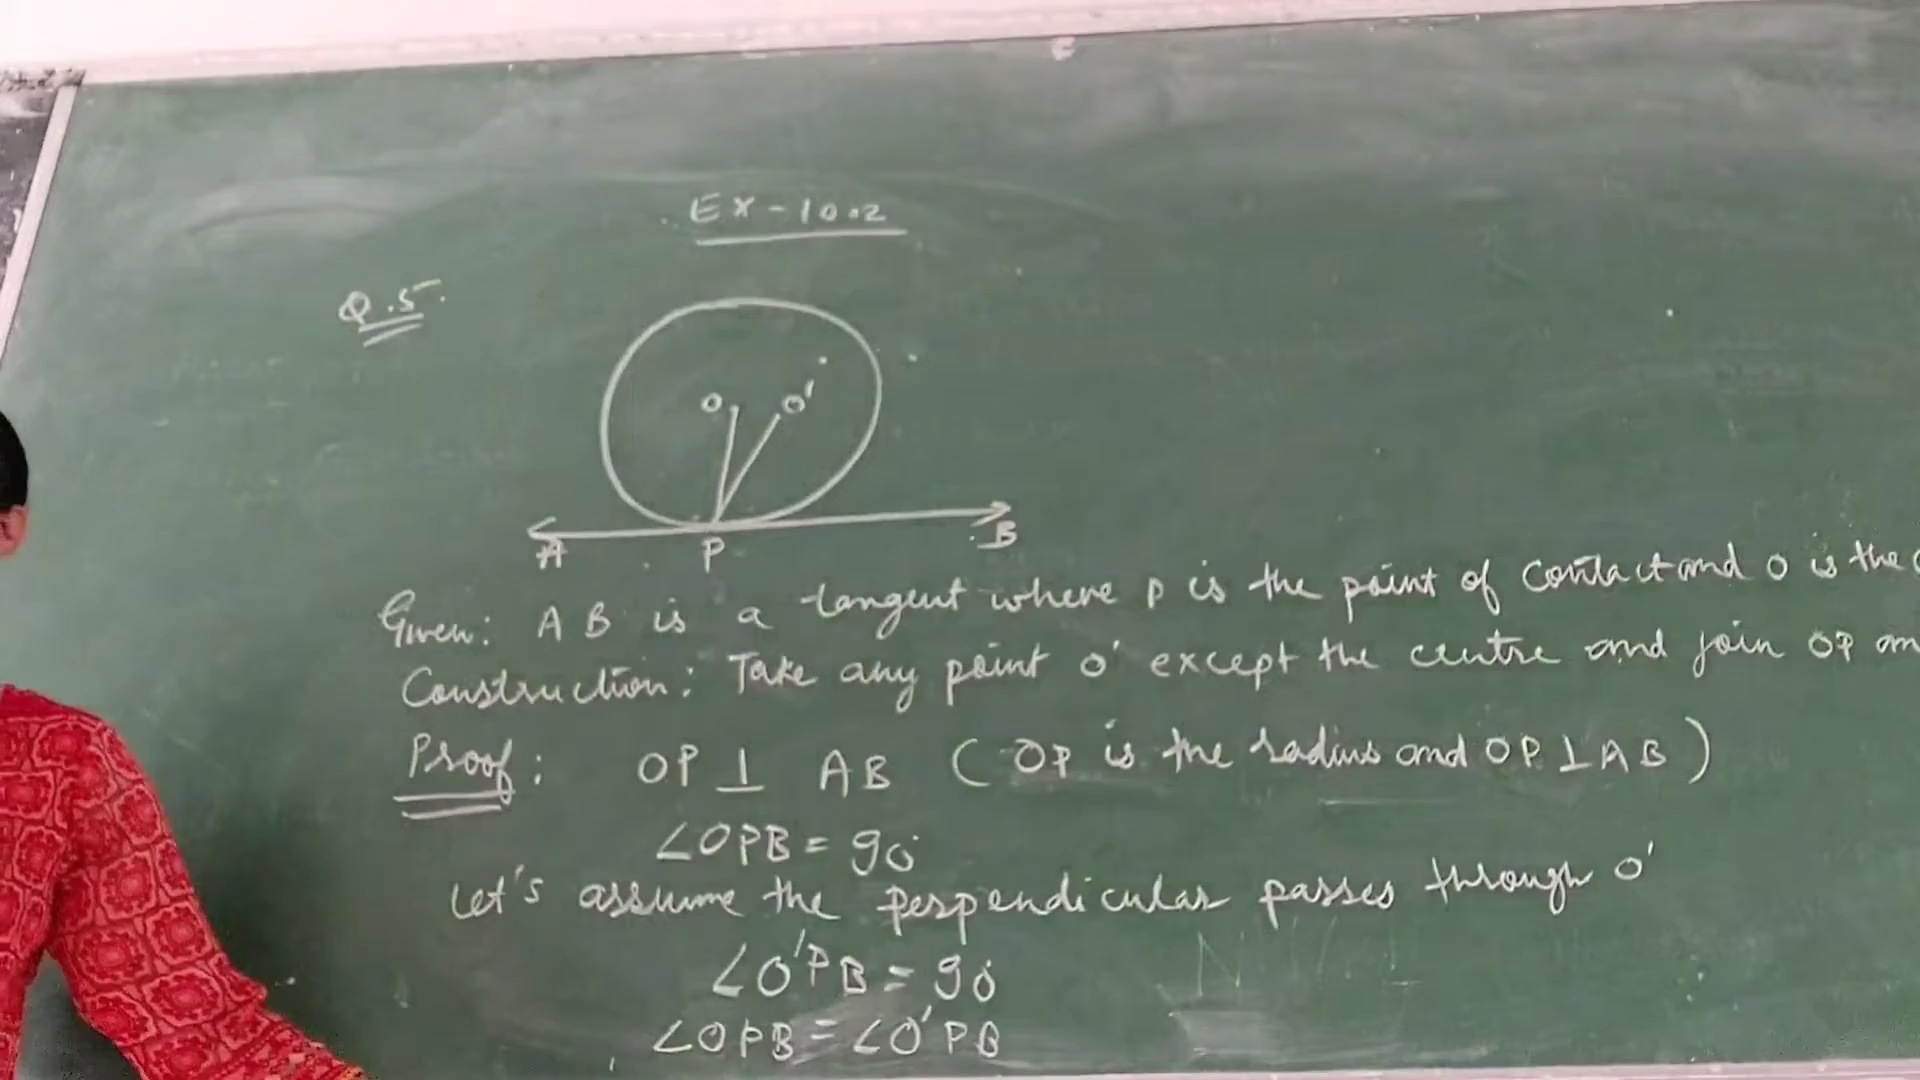 EX-10.2
Q.5.
O O'
A P B
Given: AB is a tangent where P is the point of contact and O is the
Construction: Take any point O' except the centre and join OP an
Proof: OP ⊥ AB (OP is the radius and OP ⊥ AB)
∠OPB = 90°
Let's assume the perpendicular passes through O'
∠O'PB = 90°
∠OPB = ∠O'PB